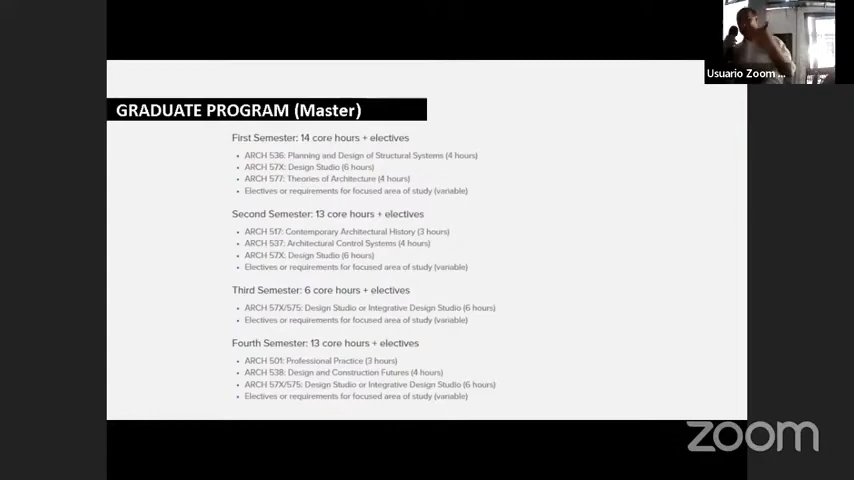 Usuario Zoom ...
GRADUATE PROGRAM (Master)
First Semester: 14 core hours + electives
• ARCH 536: Planning and Design of Structural Systems (4 hours)
• ARCH 57X: Design Studio (6 hours)
• ARCH 577: Theories of Architecture (4 hours)
• Electives or requirements for focused area of study (variable)
Second Semester: 13 core hours + electives
• ARCH 517: Contemporary Architectural History (3 hours)
• ARCH 537: Architectural Control Systems (4 hours)
• ARCH 57X: Design Studio (6 hours)
• Electives or requirements for focused area of study (variable)
Third Semester: 6 core hours + electives
• ARCH 57X/575: Design Studio or Integrative Design Studio (6 hours)
• Electives or requirements for focused area of study (variable)
Fourth Semester: 13 core hours + electives
• ARCH 501: Professional Practice (3 hours)
• ARCH 538: Design and Construction Futures (4 hours)
• ARCH 57X/575: Design Studio or Integrative Design Studio (6 hours)
• Electives or requirements for focused area of study (variable)
zoom